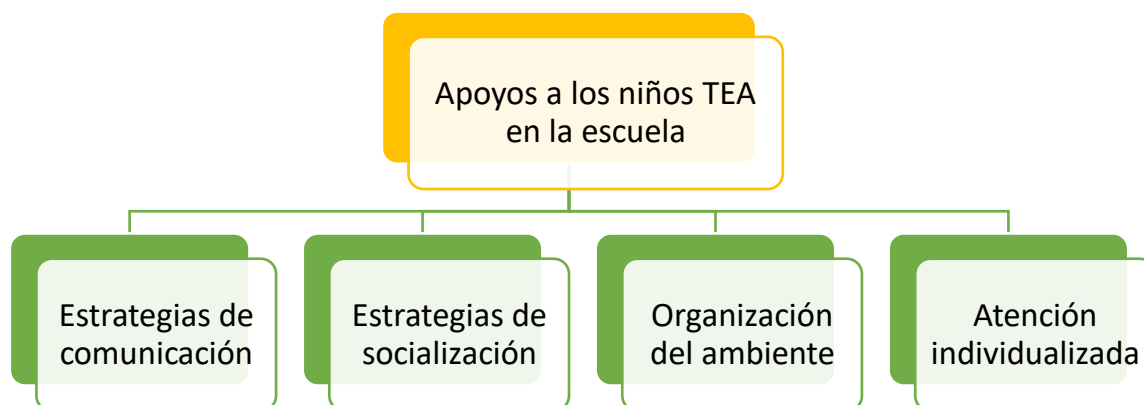 Apoyos a los niños TEA
en la escuela
Estrategias de
comunicación
Estrategias de
socialización
Organización
del ambiente
Atención
individualizada